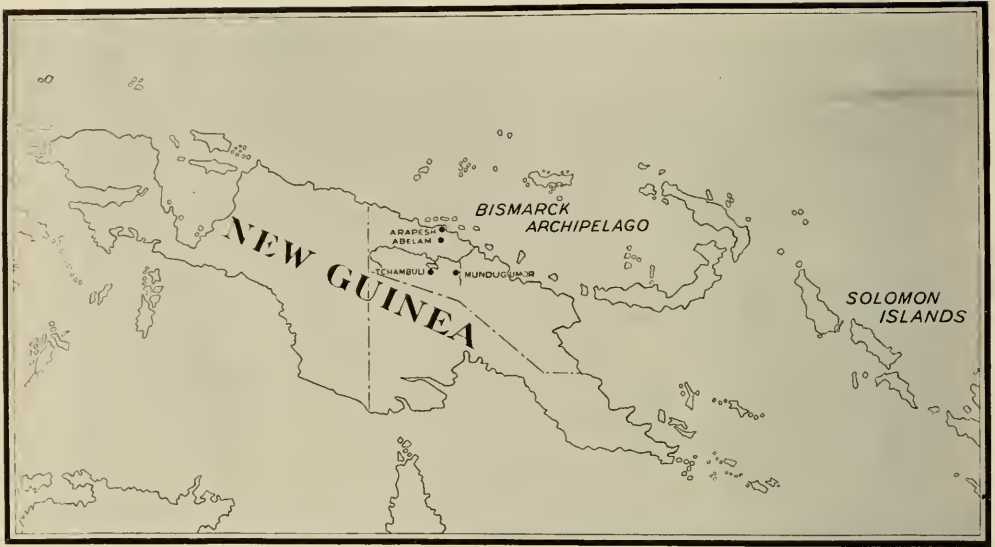 BISMARCK
ARCHIPELAGO
ARAPESH
ABELAM
TCHAMBULI
MUNDUGUMOR
NEW GUINEA
SOLOMON
ISLANDS